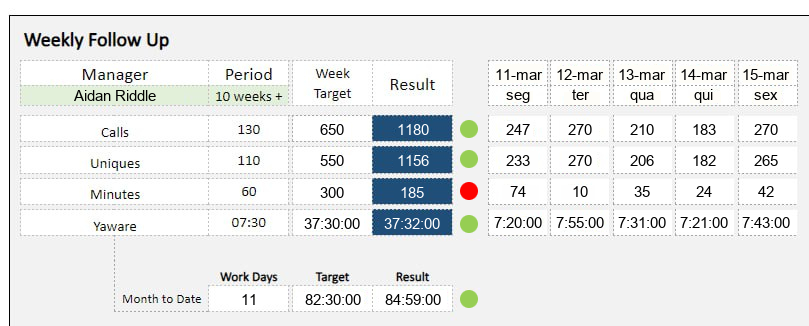 Weekly Follow Up
Manager Period Week Target Result 11-mar 12-mar 13-mar 14-mar 15-mar
Aidan Riddle 10 weeks + seg ter qua qui sex
Calls 130 650 1180 247 270 210 183 270
Uniques 110 550 1156 233 270 206 182 265
Minutes 60 300 185 74 10 35 24 42
Yaware 07:30 37:30:00 37:32:00 7:20:00 7:55:00 7:31:00 7:21:00 7:43:00
Work Days Target Result
Month to Date 11 82:30:00 84:59:00